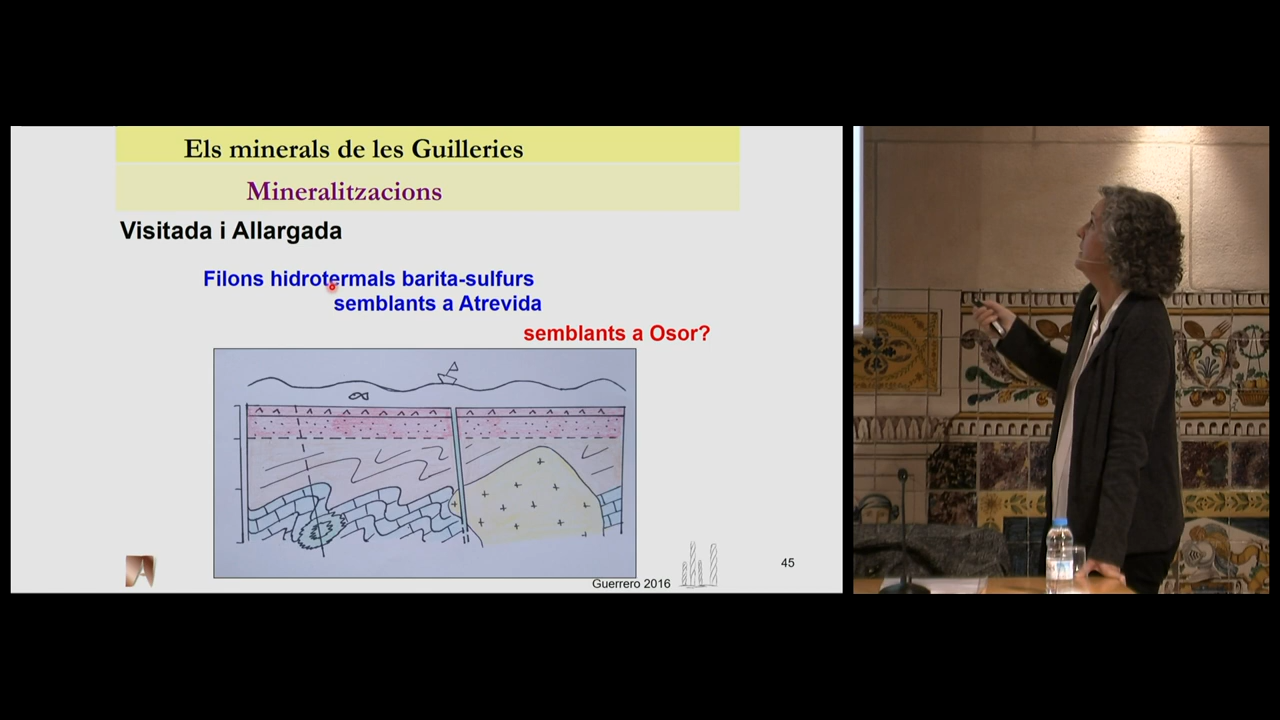 Els minerals de les Guilleries
Mineralitzacions
Visitada i Allargada
Filons hidrotermals barita-sulfurs
semblants a Atrevida
semblants a Osor?
Guerrero 2016
45